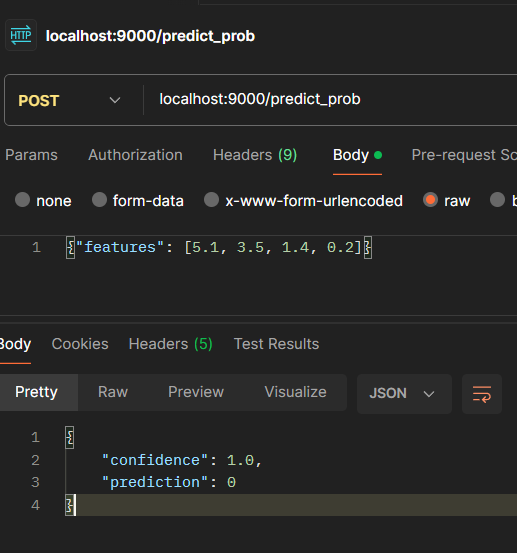 HTTP localhost:9000/predict_prob
POST localhost:9000/predict_prob
Params Authorization Headers (9) Body Pre-request Sc
none form-data x-www-form-urlencoded raw b
1 {"features": [5.1, 3.5, 1.4, 0.2]}
Body Cookies Headers (5) Test Results
Pretty Raw Preview Visualize JSON
1 {
2 "confidence": 1.0,
3 "prediction": 0
4 }